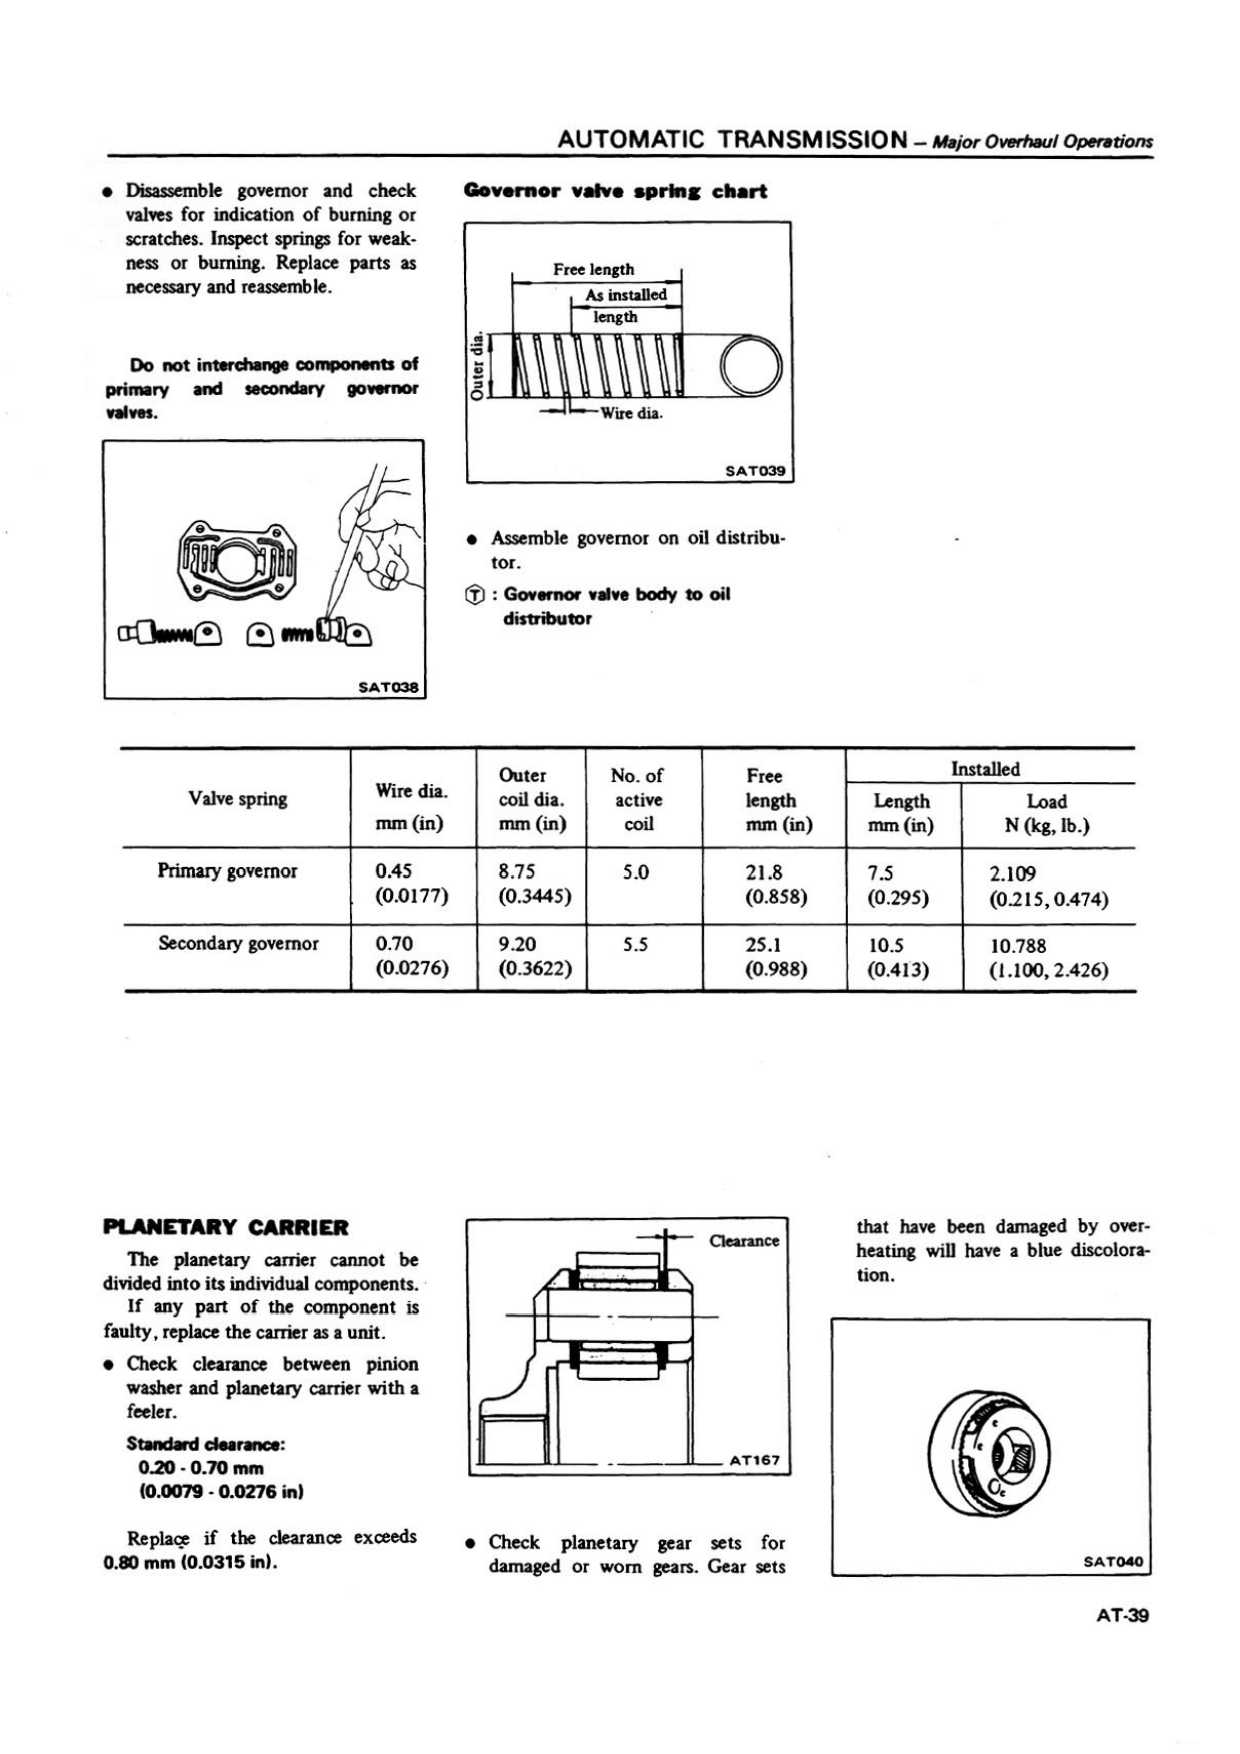 AUTOMATIC TRANSMISSION – Major Overhaul Operations
● Disassemble governor and check
valves for indication of burning or
scratches. Inspect springs for weak-
ness or burning. Replace parts as
necessary and reassemble.
Do not interchange components of
primary and secondary governor
valves.
SAT038
Governor valve spring chart
Free length
As installed
length
Outer dia.
Wire dia.
SAT039
● Assemble governor on oil distribu-
tor.
Ⓣ : Governor valve body to oil
distributor
Valve spring
Wire dia.
mm (in)
Outer
coil dia.
mm (in)
No. of
active
coil
Free
length
mm (in)
Installed
Length
mm (in)
Load
N (kg, lb.)
Primary governor 0.45 8.75 5.0 21.8 7.5 2.109
(0.0177) (0.3445) (0.858) (0.295) (0.215, 0.474)
Secondary governor 0.70 9.20 5.5 25.1 10.5 10.788
(0.0276) (0.3622) (0.988) (0.413) (1.100, 2.426)
PLANETARY CARRIER
The planetary carrier cannot be
divided into its individual components.
If any part of the component is
faulty, replace the carrier as a unit.
● Check clearance between pinion
washer and planetary carrier with a
feeler.
Standard clearance:
0.20 - 0.70 mm
(0.0079 - 0.0276 in)
Replace if the clearance exceeds
0.80 mm (0.0315 in).
Clearance
AT167
● Check planetary gear sets for
damaged or worn gears. Gear sets
that have been damaged by over-
heating will have a blue discolora-
tion.
SAT040
AT-39